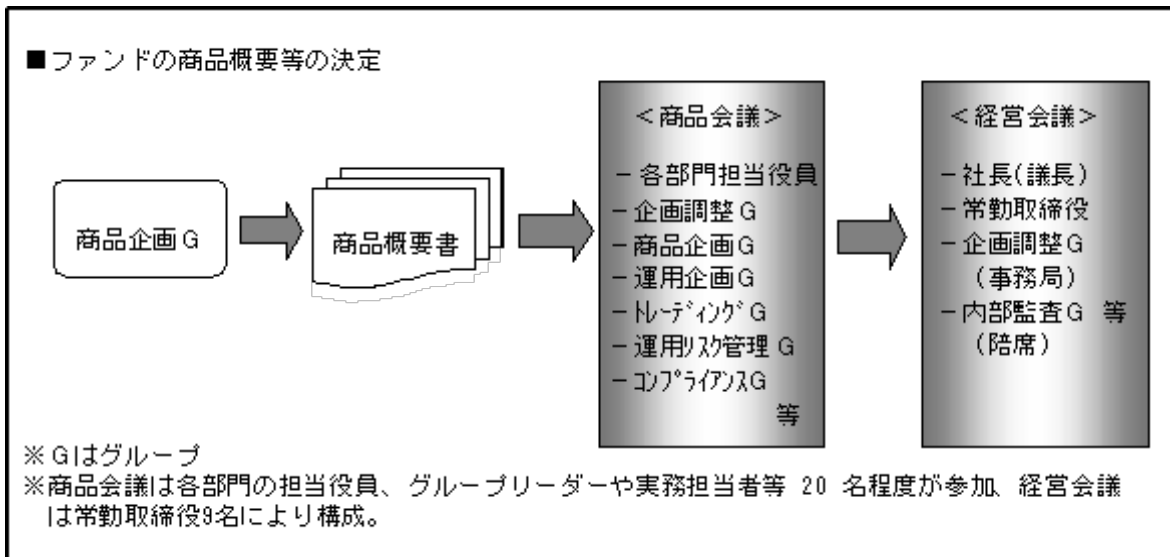 ■ファンドの商品概要等の決定
商品企画G
商品概要書
＜商品会議＞
－各部門担当役員
－企画調整G
－商品企画G
－運用企画G
－ﾄﾚｰﾃﾞｨﾝｸﾞG
－運用ﾘｽｸ管理G
－ｺﾝﾌﾟﾗｲｱﾝｽG
等
＜経営会議＞
－社長(議長)
－常勤取締役
－企画調整G
(事務局)
－内部監査G 等
(陪席)
※Gはグループ
※商品会議は各部門の担当役員、グループリーダーや実務担当者等 20 名程度が参加、経営会議
は常勤取締役9名により構成。